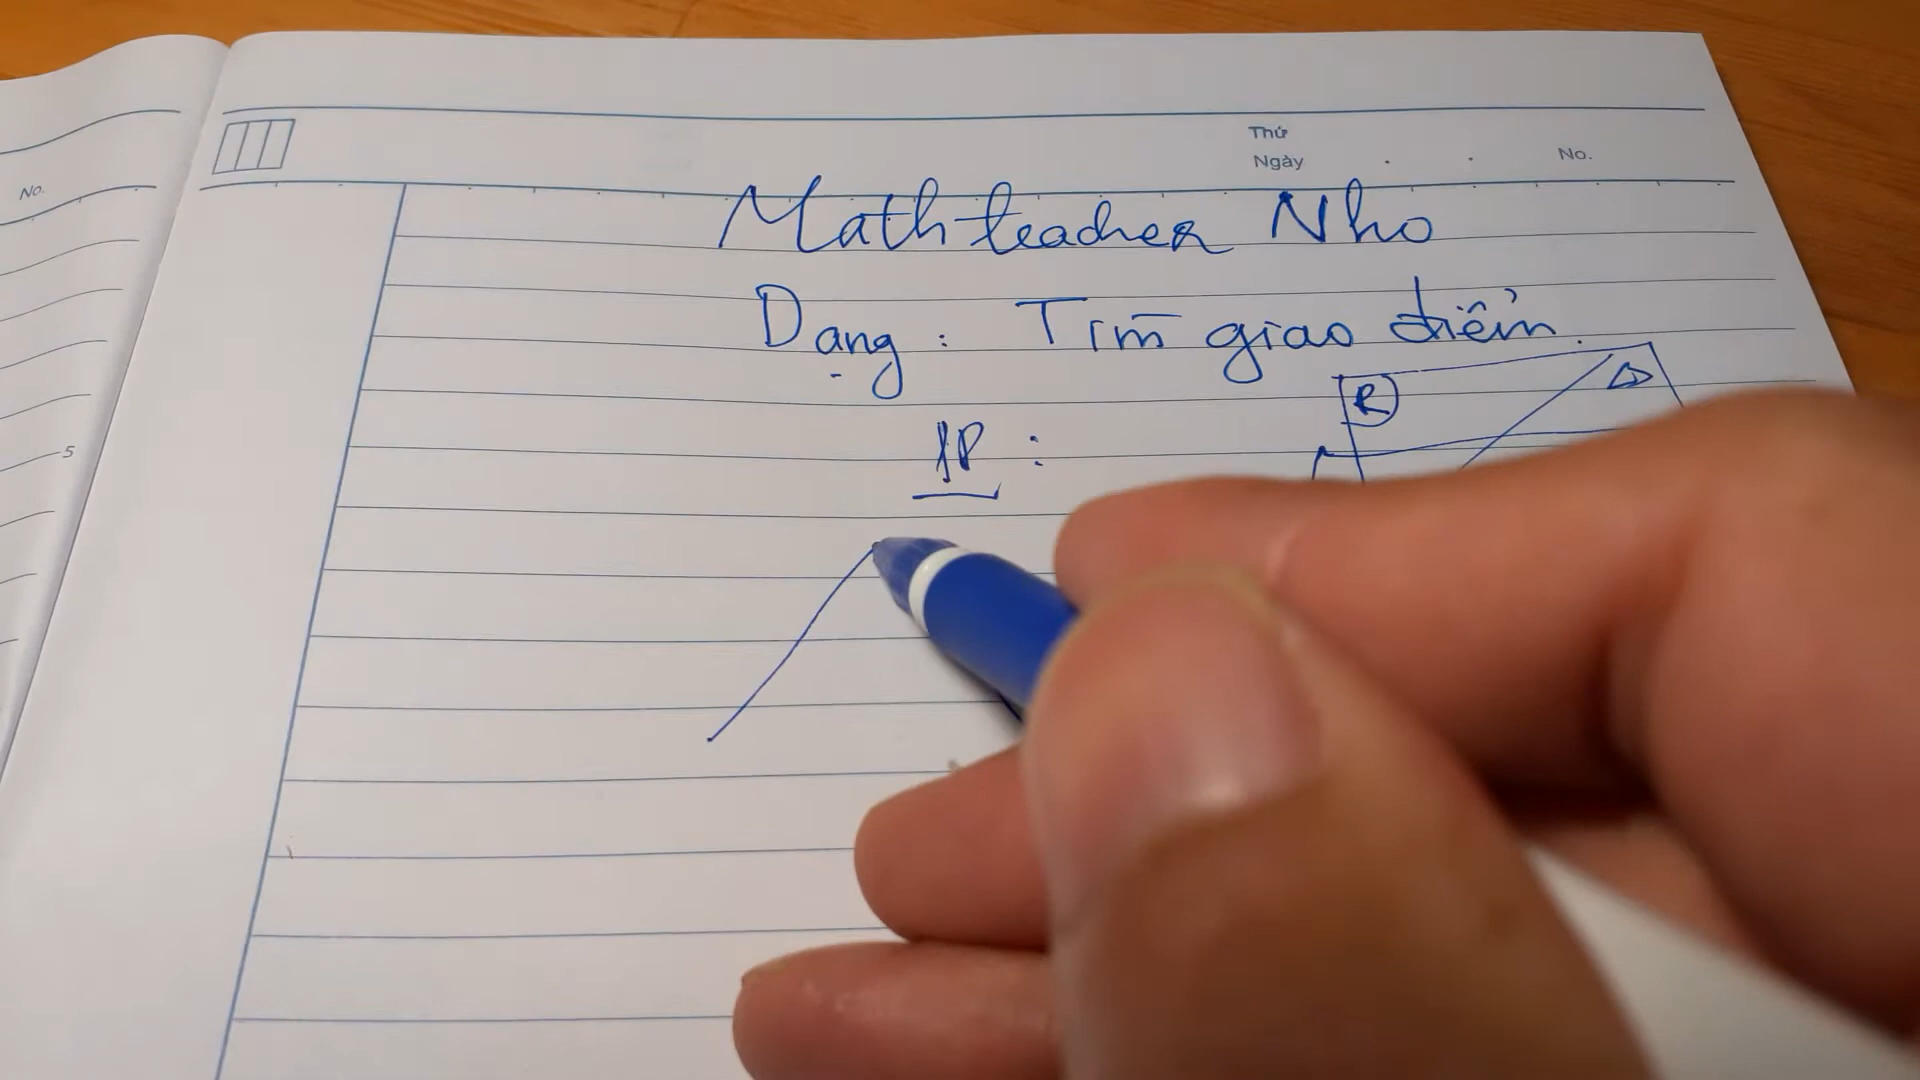 Thứ
Ngày
No.
No.
Math teacher Nho
Dạng : Tìm giao điểm.
R
Δ
5